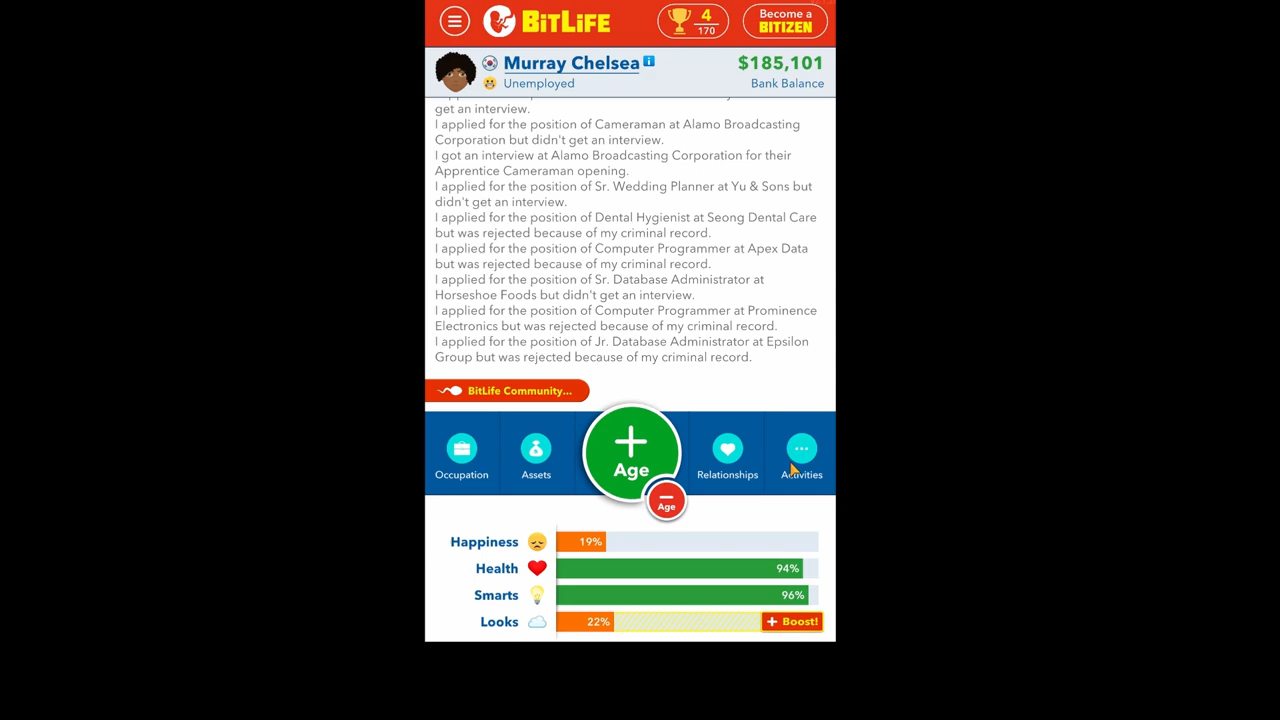 BITLIFE
4
170
Become a
BITIZEN
Murray Chelsea
$185,101
Unemployed
Bank Balance
get an interview.
I applied for the position of Cameraman at Alamo Broadcasting
Corporation but didn't get an interview.
I got an interview at Alamo Broadcasting Corporation for their
Apprentice Cameraman opening.
I applied for the position of Sr. Wedding Planner at Yu & Sons but
didn't get an interview.
I applied for the position of Dental Hygienist at Seong Dental Care
but was rejected because of my criminal record.
I applied for the position of Computer Programmer at Apex Data
but was rejected because of my criminal record.
I applied for the position of Sr. Database Administrator at
Horseshoe Foods but didn't get an interview.
I applied for the position of Computer Programmer at Prominence
Electronics but was rejected because of my criminal record.
I applied for the position of Jr. Database Administrator at Epsilon
Group but was rejected because of my criminal record.
BitLife Community...
Occupation
Assets
Age
Age
Relationships
Activities
Happiness
19%
Health
94%
Smarts
96%
Looks
22%
+ Boost!